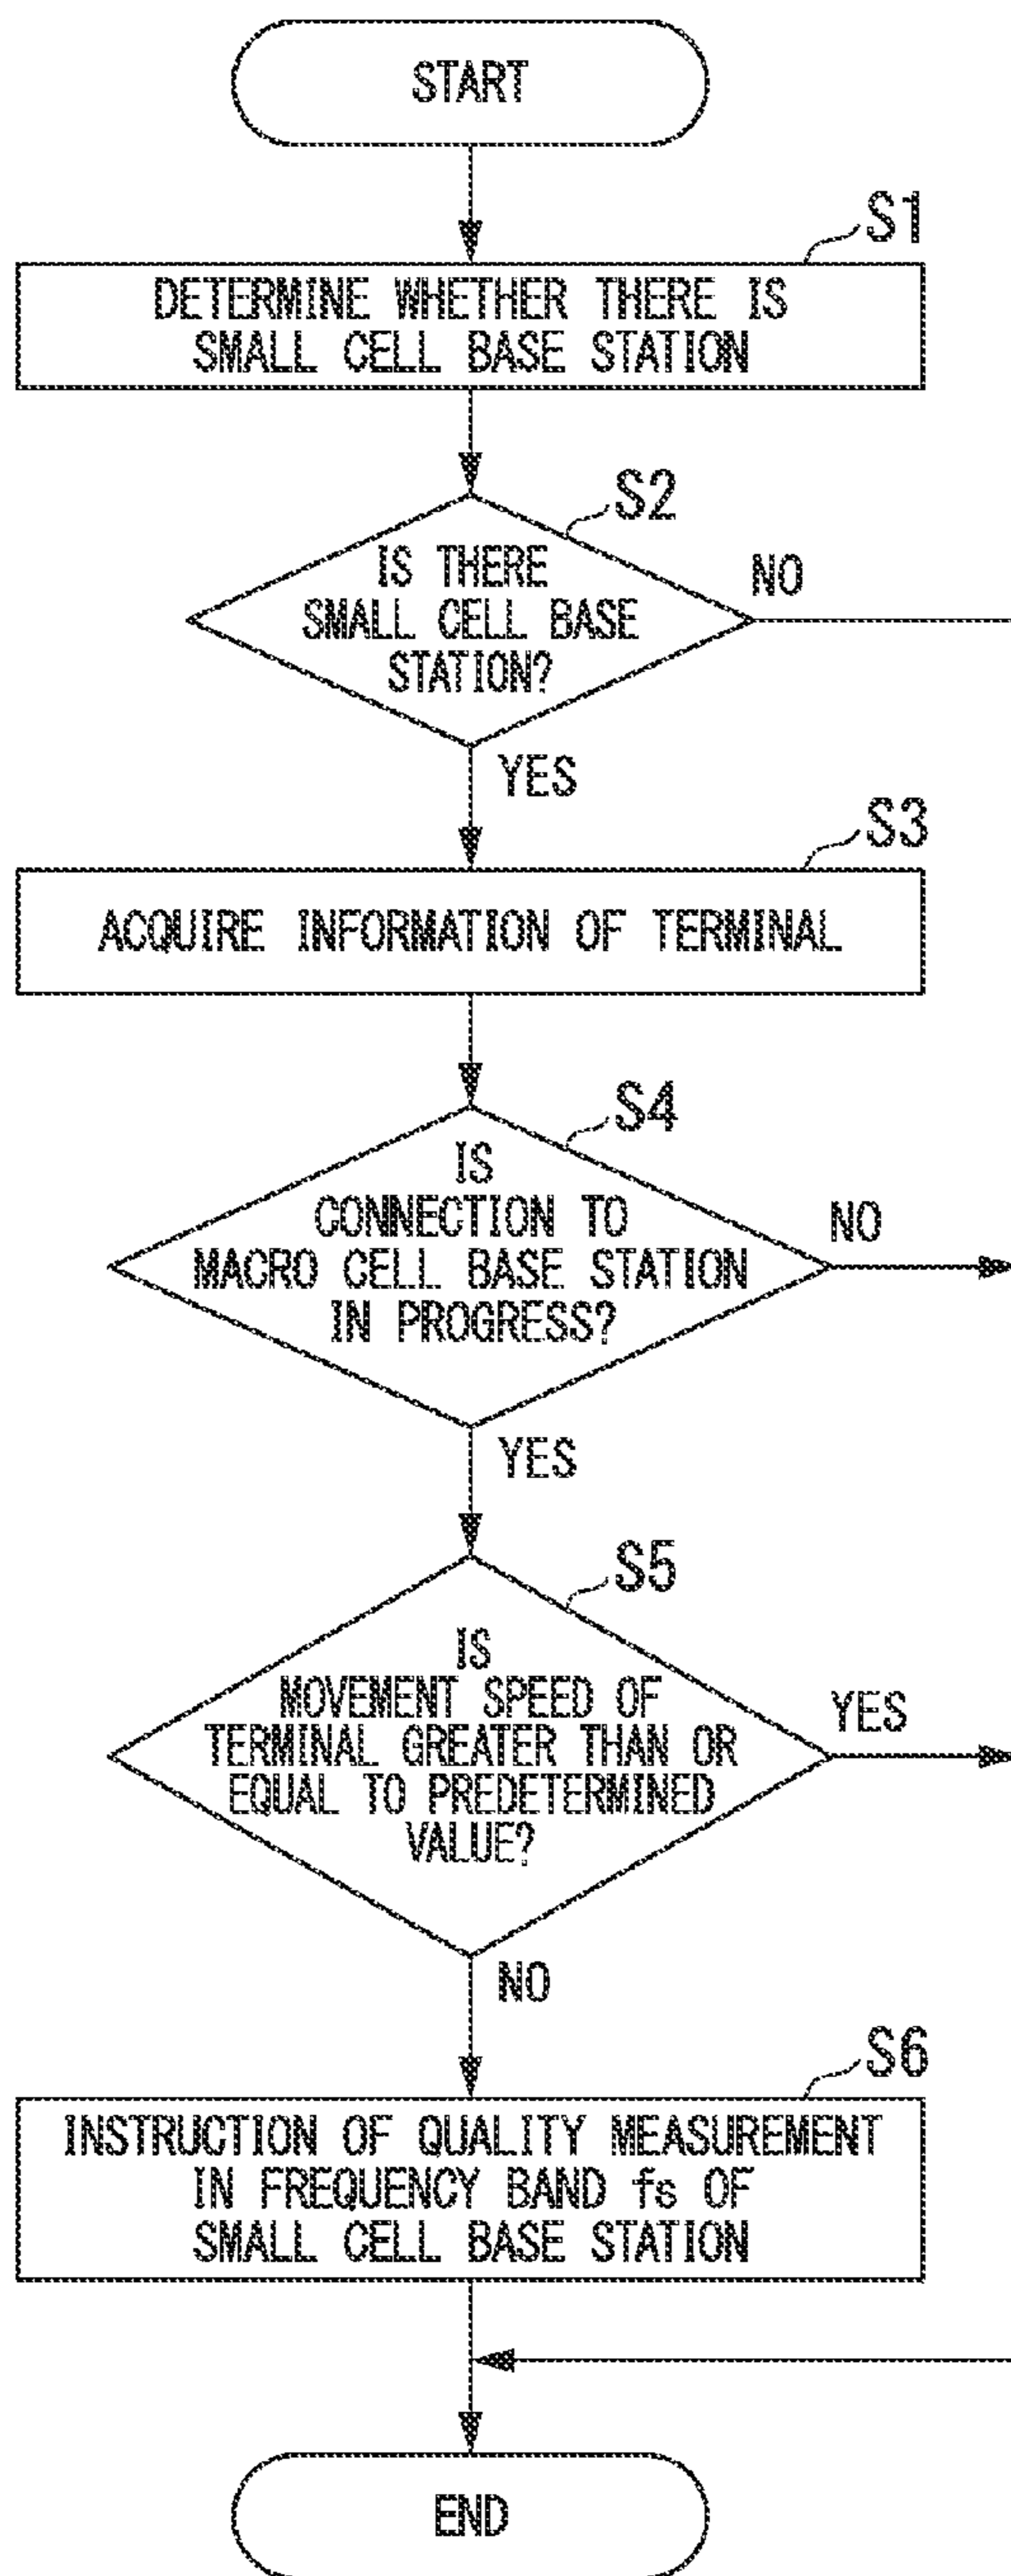 START
S1
DETERMINE WHETHER THERE IS
SMALL CELL BASE STATION
S2
IS THERE
SMALL CELL BASE
STATION?
NO
YES
S3
ACQUIRE INFORMATION OF TERMINAL
S4
IS
CONNECTION TO
MACRO CELL BASE STATION
IN PROGRESS?
NO
YES
S5
IS
MOVEMENT SPEED OF
TERMINAL GREATER THAN OR
EQUAL TO PREDETERMINED
VALUE?
YES
NO
S6
INSTRUCTION OF QUALITY MEASUREMENT
IN FREQUENCY BAND fs OF
SMALL CELL BASE STATION
END